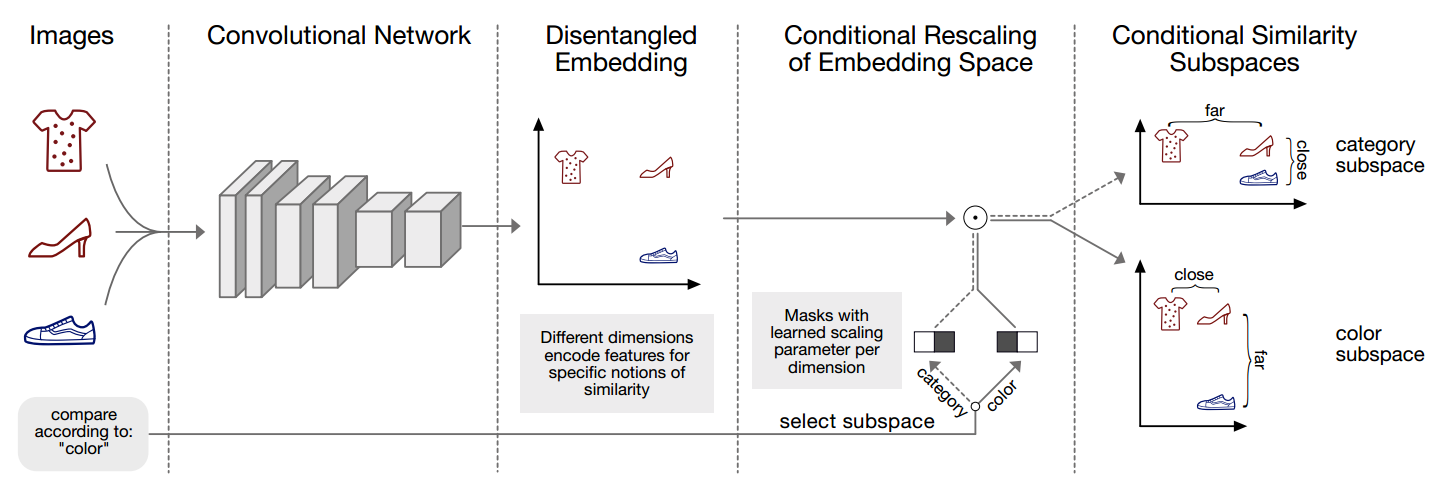 Images
Convolutional Network
Disentangled
Embedding
Conditional Rescaling
of Embedding Space
Conditional Similarity
Subspaces
Different dimensions
encode features for
specific notions of
similarity
Masks with
learned scaling
parameter per
dimension
category
color
select subspace
compare
according to:
"color"
far
close
category
subspace
close
far
color
subspace